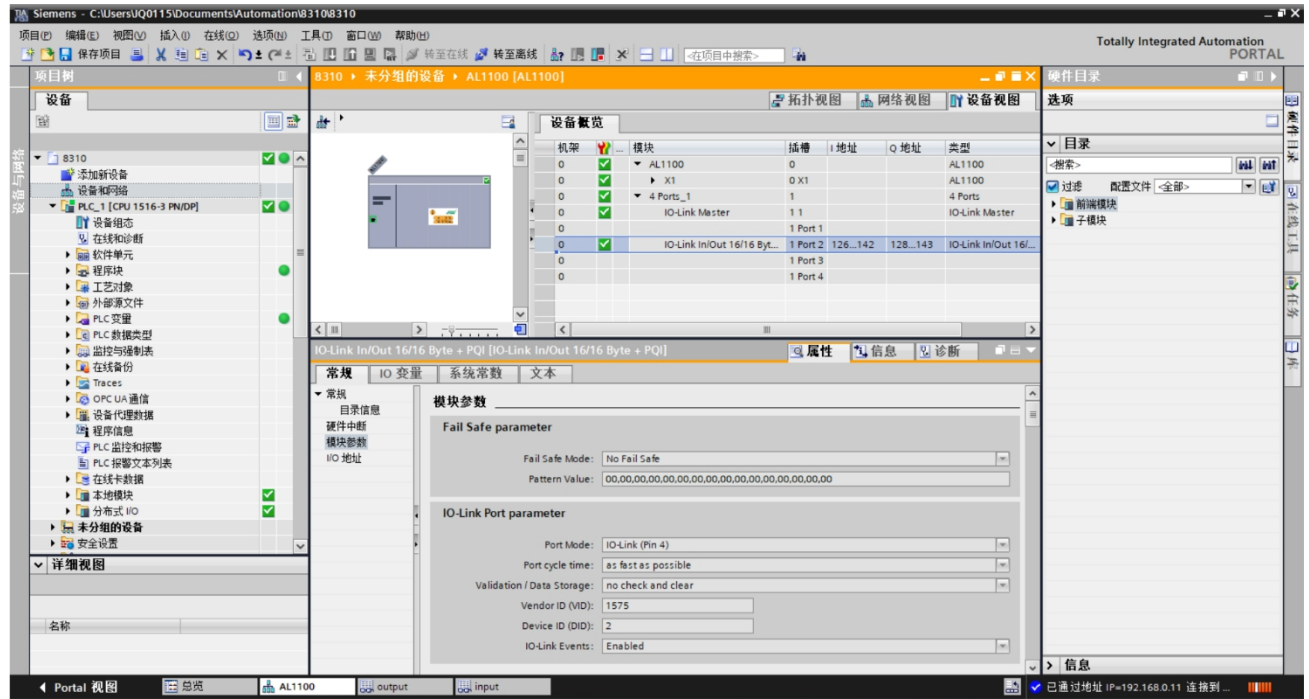 Siemens - C:\Users\JQ0115\Documents\Automation\8310\8310
项目(P) 编辑(E) 视图(V) 插入(I) 在线(O) 选项(N) 工具(T) 窗口(W) 帮助(H)
Totally Integrated Automation
PORTAL
保存项目 转至在线 转至离线 <在项目中搜索>
项目树
8310 ▸ 未分组的设备 ▸ AL1100 [AL1100]
硬件目录
设备
拓扑视图 网络视图 设备视图
选项
设备概览
机架 ... 模块 插槽 I 地址 Q 地址 类型
0 AL1100 0 AL1100
0 X1 0 X1 AL1100
0 4 Ports_1 1 4 Ports
0 IO-Link Master 1 1 IO-Link Master
0 1 Port 1
0 IO-Link In/Out 16/16 Byt... 1 Port 2 126...142 128...143 IO-Link In/Out 16/...
0 1 Port 3
0 1 Port 4
8310
添加新设备
设备和网络
PLC_1 [CPU 1516-3 PN/DP]
设备组态
在线和诊断
软件单元
程序块
工艺对象
外部源文件
PLC 变量
PLC 数据类型
监控与强制表
在线备份
Traces
OPC UA 通信
设备代理数据
程序信息
PLC 监控和报警
PLC 报警文本列表
在线卡数据
本地模块
分布式 I/O
未分组的设备
安全设置
详细视图
名称
IO-Link In/Out 16/16 Byte + PQI [IO-Link In/Out 16/16 Byte + PQI]
属性 信息 诊断
常规 IO 变量 系统常数 文本
常规
目录信息
硬件中断
模块参数
I/O 地址
模块参数
Fail Safe parameter
Fail Safe Mode: No Fail Safe
Pattern Value: 00,00,00,00,00,00,00,00,00,00,00,00,00,00,00,00
IO-Link Port parameter
Port Mode: IO-Link (Pin 4)
Port cycle time: as fast as possible
Validation / Data Storage: no check and clear
Vendor ID (VID): 1575
Device ID (DID): 2
IO-Link Events: Enabled
目录
<搜索>
过滤 配置文件 <全部>
前端模块
子模块
信息
设备与网络
硬件目录
在线工具
任务
库
Portal 视图 总览 AL1100 output input
已通过地址 IP=192.168.0.11 连接到 ...